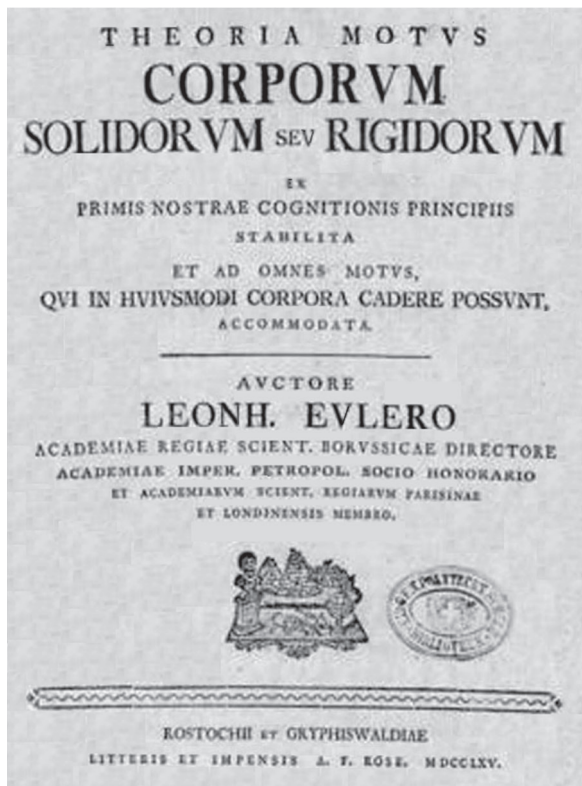 THEORIA MOTVS
CORPORVM
SOLIDORVM SEV RIGIDORVM
EX
PRIMIS NOSTRAE COGNITIONIS PRINCIPIIS
STABILITA
ET AD OMNES MOTVS,
QVI IN HVIVSMODI CORPORA CADERE POSSVNT,
ACCOMMODATA.
AVCTORE
LEONH. EVLERO
ACADEMIAE REGIAE SCIENT. BORVSSICAE DIRECTORE
ACADEMIAE IMPER. PETROPOL. SOCIO HONORARIO
ET ACADEMIARVM SCIENT. REGIARVM PARISINAE
ET LONDINENSIS MEMBRO.
ROSTOCHII ET GRYPHISWALDIAE
LITTERIS ET IMPENSIS A. F. ROSE. MDCCLXV.